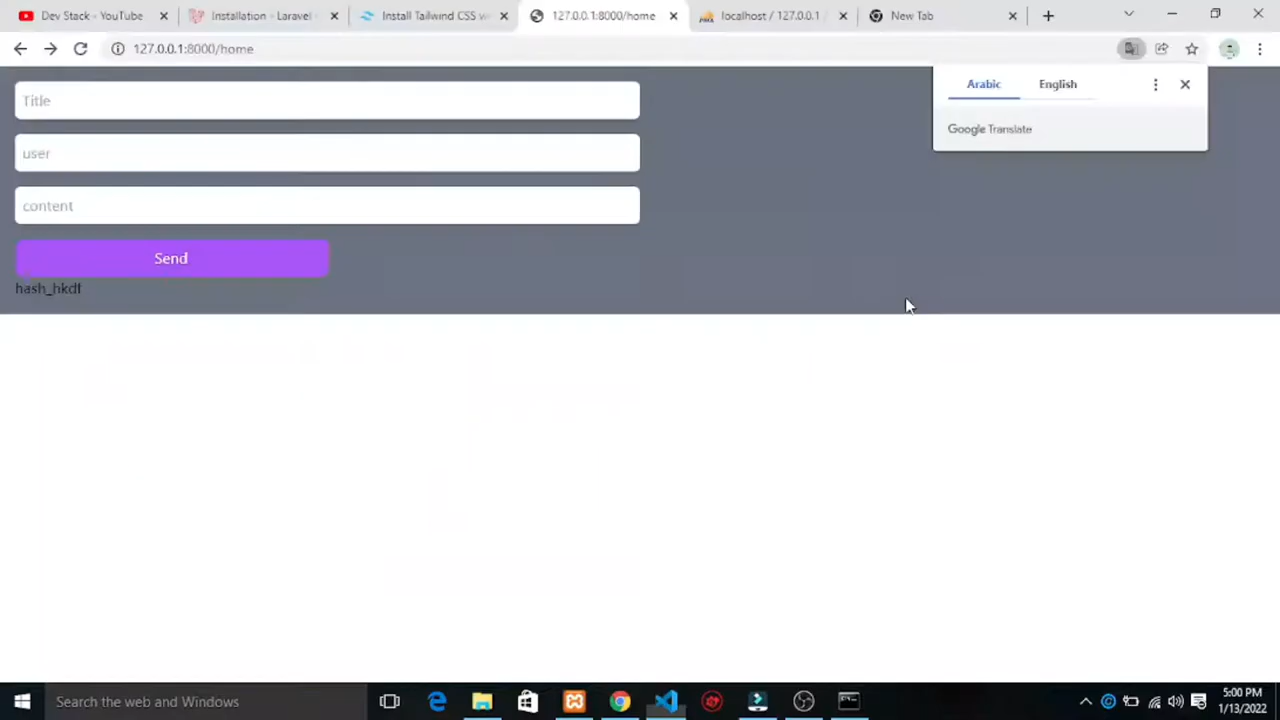 Dev Stack - YouTube
Installation - Laravel
Install Tailwind CSS w
127.0.0.1:8000/home
localhost / 127.0.0.1
New Tab
127.0.0.1:8000/home
Arabic English
Google Translate
Title
user
content
Send
hash_hkdf
Search the web and Windows
5:00 PM
1/13/2022